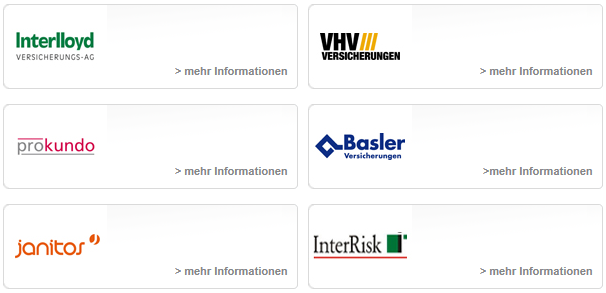 Interlloyd
VERSICHERUNGS-AG
> mehr Informationen
VHV
VERSICHERUNGEN
> mehr Informationen
prokundo
> mehr Informationen
Basler
Versicherungen
>mehr Informationen
janitos
> mehr Informationen
InterRisk
> mehr Informationen